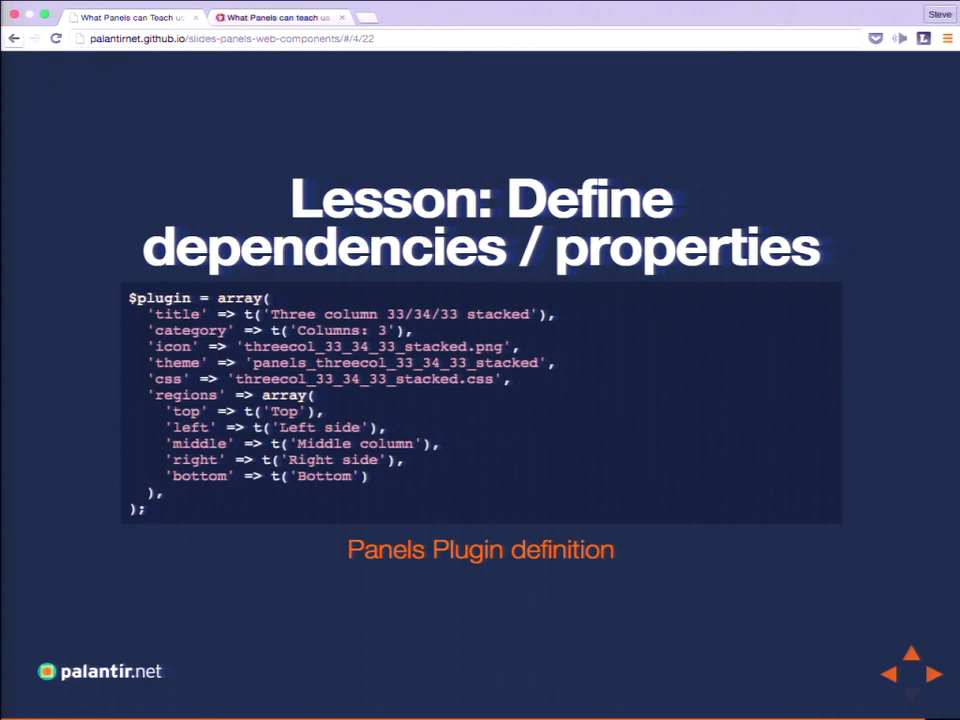 What Panels can Teach us
What Panels can teach us
Steve
palantirnet.github.io/slides-panels-web-components/#/4/22
Lesson: Define
dependencies / properties
$plugin = array(
'title' => t('Three column 33/34/33 stacked'),
'category' => t('Columns: 3'),
'icon' => 'threecol_33_34_33_stacked.png',
'theme' => 'panels_threecol_33_34_33_stacked',
'css' => 'threecol_33_34_33_stacked.css',
'regions' => array(
'top' => t('Top'),
'left' => t('Left side'),
'middle' => t('Middle column'),
'right' => t('Right side'),
'bottom' => t('Bottom')
),
);
Panels Plugin definition
palantir.net